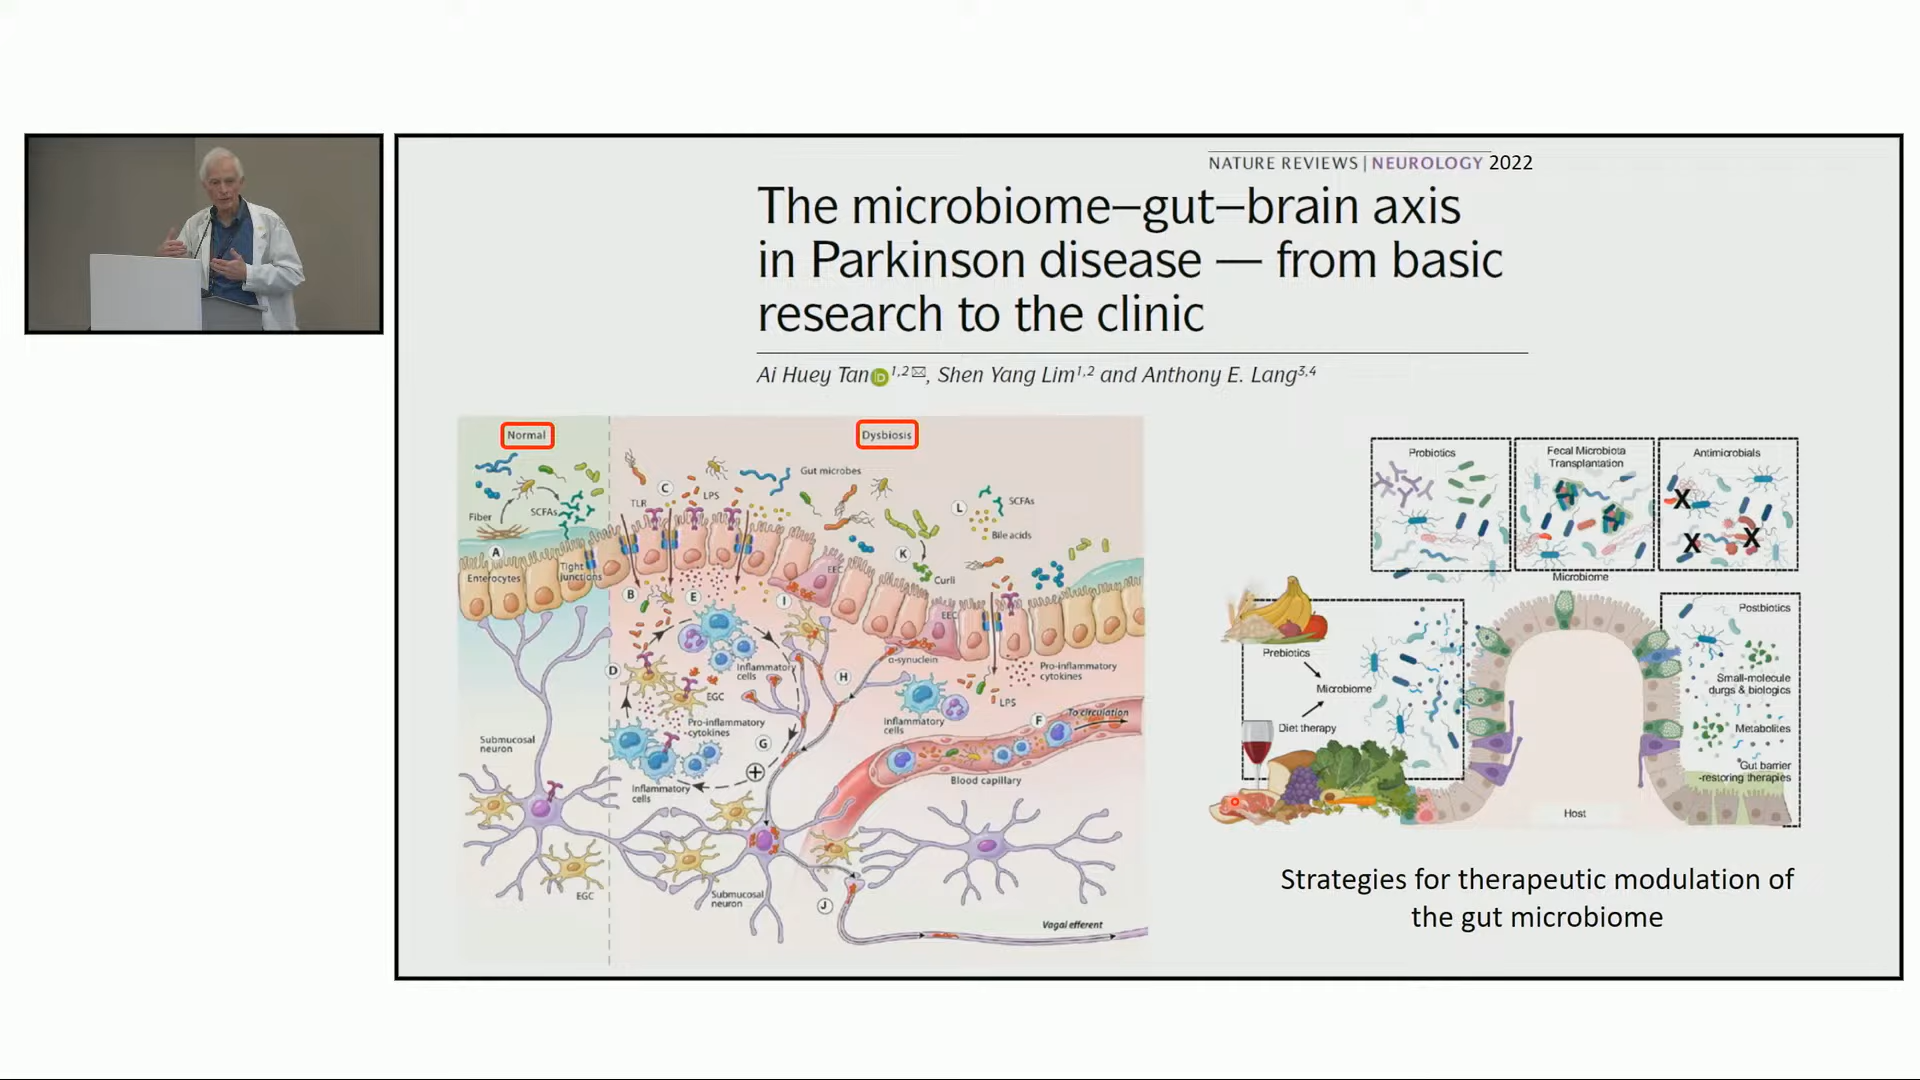 NATURE REVIEWS | NEUROLOGY 2022
The microbiome–gut–brain axis
in Parkinson disease — from basic
research to the clinic
Ai Huey Tan iD 1,2✉, Shen Yang Lim1,2 and Anthony E. Lang3,4
Normal
Dysbiosis
Gut microbes
C
LPS
TLR
Fiber
SCFAs
L
SCFAs
Bile acids
A
Enterocytes
Tight
junctions
K
EEC
Curli
B
E
I
EEC
D
Inflammatory
cells
H
α-synuclein
Pro-inflammatory
cytokines
EGC
LPS
Pro-inflammatory
-cytokines
Inflammatory
cells
F
To circulation
Submucosal
neuron
G
+
Blood capillary
Inflammatory
cells
EGC
Submucosal
neuron
J
Vagal efferent
Probiotics
Fecal Microbiota
Transplantation
Antimicrobials
X
X
X
Microbiome
Prebiotics
Microbiome
Diet therapy
Postbiotics
Small-molecule
durgs & biologics
Metabolites
Gut barrier
-restoring therapies
Host
Strategies for therapeutic modulation of
the gut microbiome